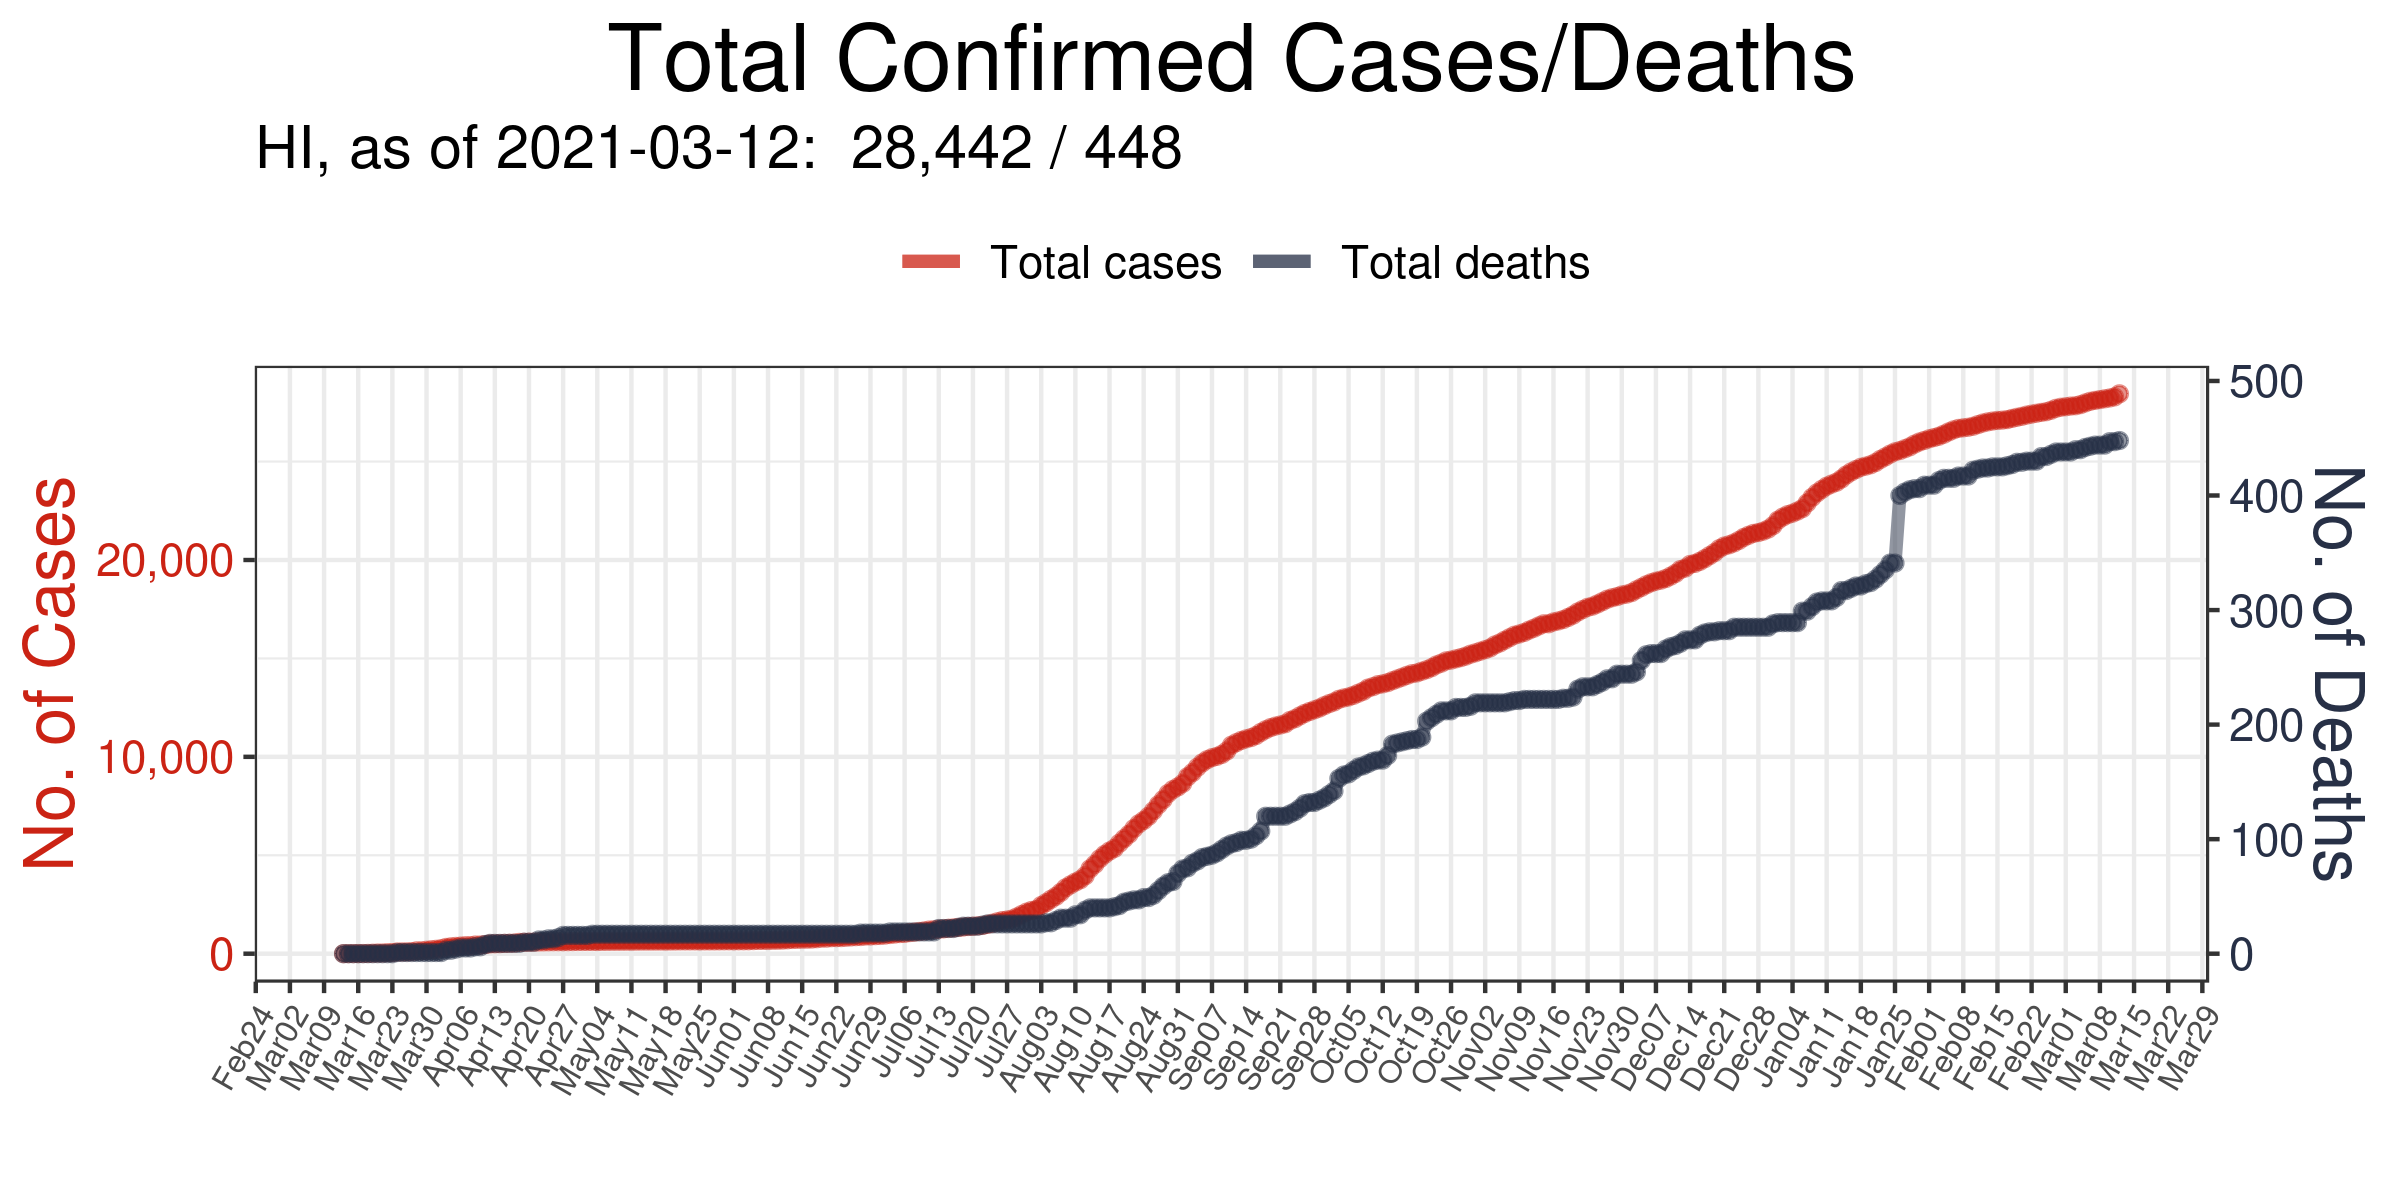 Total Confirmed Cases/Deaths
HI, as of 2021-03-12: 28,442 / 448
Total cases
Total deaths
No. of Cases
20,000
10,000
0
500
400
300
200
100
0
No. of Deaths
Feb24
Mar02
Mar09
Mar16
Mar23
Mar30
Apr06
Apr13
Apr20
Apr27
May04
May11
May18
May25
Jun01
Jun08
Jun15
Jun22
Jun29
Jul06
Jul13
Jul20
Jul27
Aug03
Aug10
Aug17
Aug24
Aug31
Sep07
Sep14
Sep21
Sep28
Oct05
Oct12
Oct19
Oct26
Nov02
Nov09
Nov16
Nov23
Nov30
Dec07
Dec14
Dec21
Dec28
Jan04
Jan11
Jan18
Jan25
Feb01
Feb08
Feb15
Feb22
Mar01
Mar08
Mar15
Mar22
Mar29